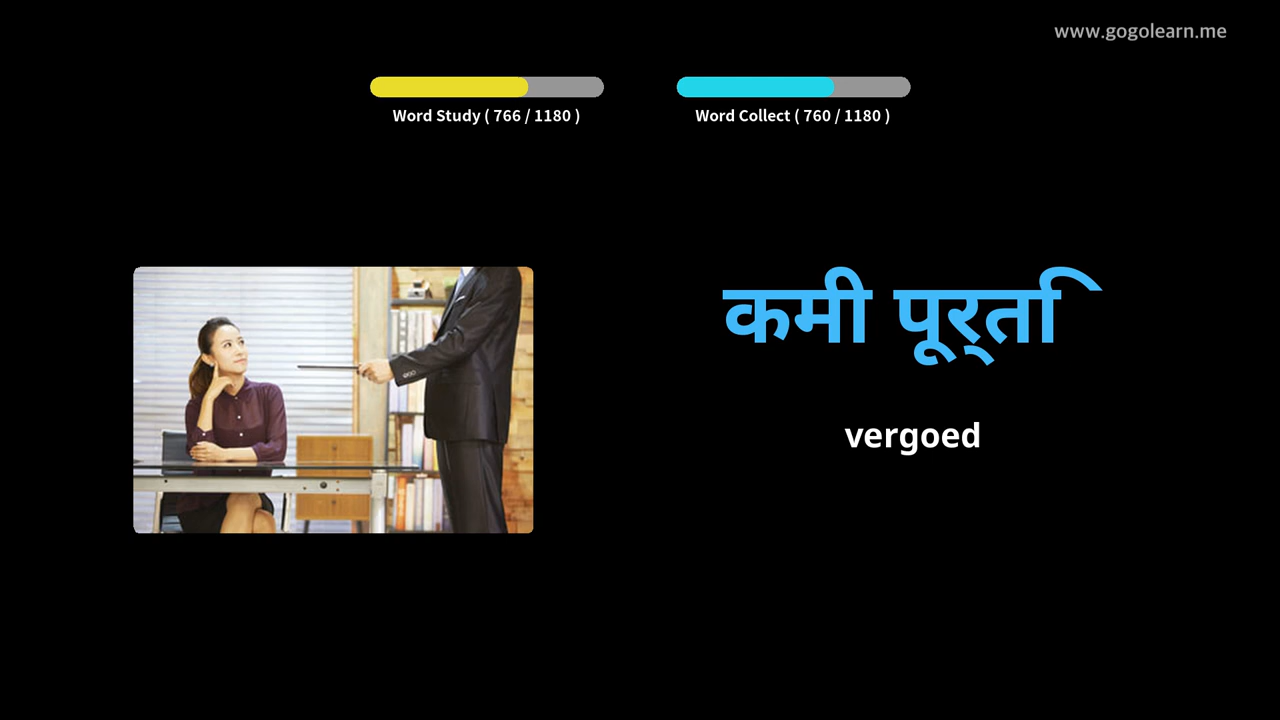 www.gogolearn.me
Word Study ( 766 / 1180 )
Word Collect ( 760 / 1180 )
कमी पूर्ति
vergoed